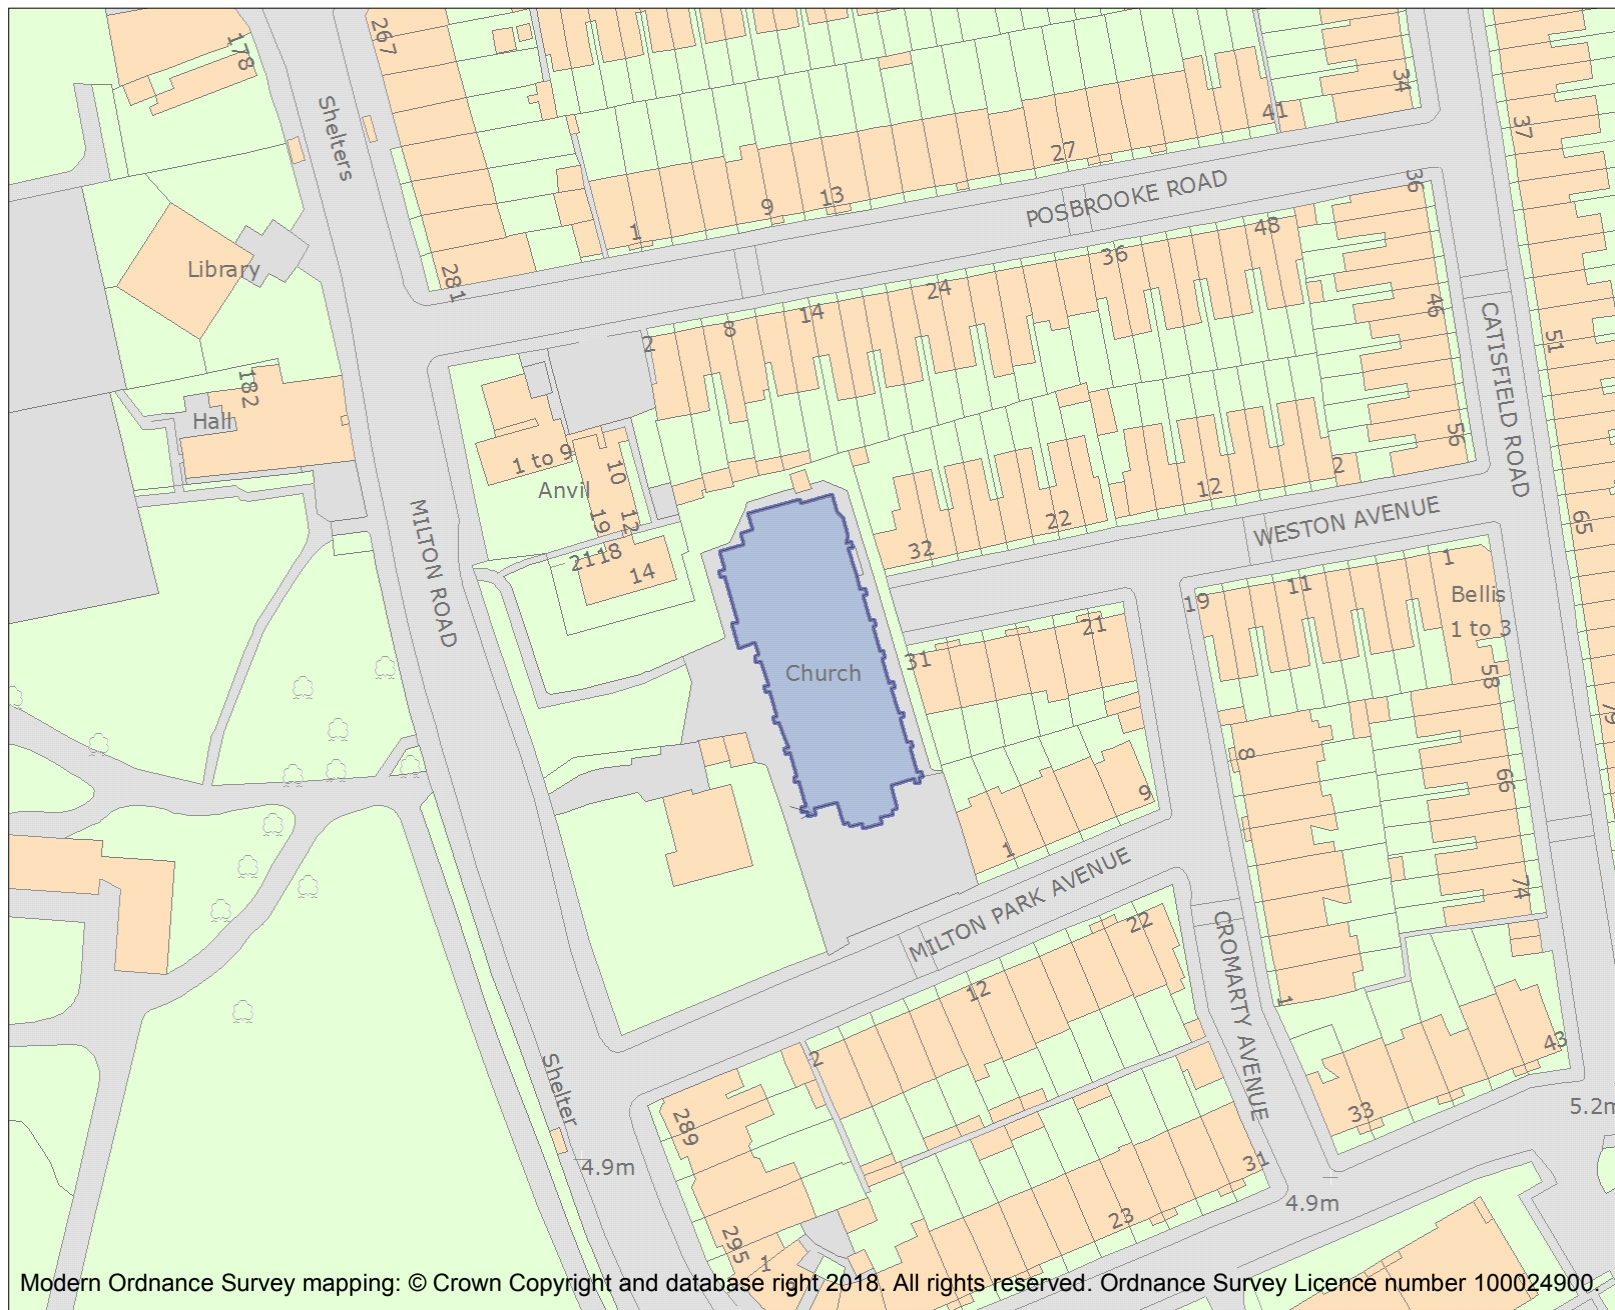 267
178
Shelters
34
41
37
27
13
9
1
POSBROOKE ROAD
36
Library
281
48
36
24
14
8
2
46
CATISFIELD ROAD
51
182
Hall
1 to 9
10
Anvil
19
12
2118
14
56
2
12
22
32
WESTON AVENUE
65
MILTON ROAD
1
11
19
Bellis
1 to 3
21
31
58
Church
79
8
66
9
1
74
MILTON PARK AVENUE
22
12
2
CROMARTY AVENUE
1
43
33
Shelter
289
5.2m
4.9m
31
4.9m
23
295
1
3
Modern Ordnance Survey mapping: © Crown Copyright and database right 2018. All rights reserved. Ordnance Survey Licence number 100024900.